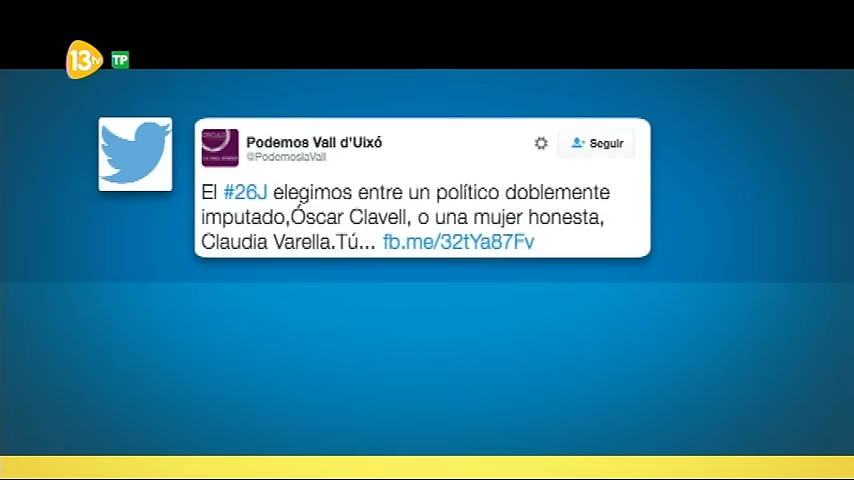 13tv
TP
Podemos Vall d'Uixó
@PodemoslaVall
Seguir
El #26J elegimos entre un político doblemente
imputado,Óscar Clavell, o una mujer honesta,
Claudia Varella.Tú... fb.me/32tYa87Fv